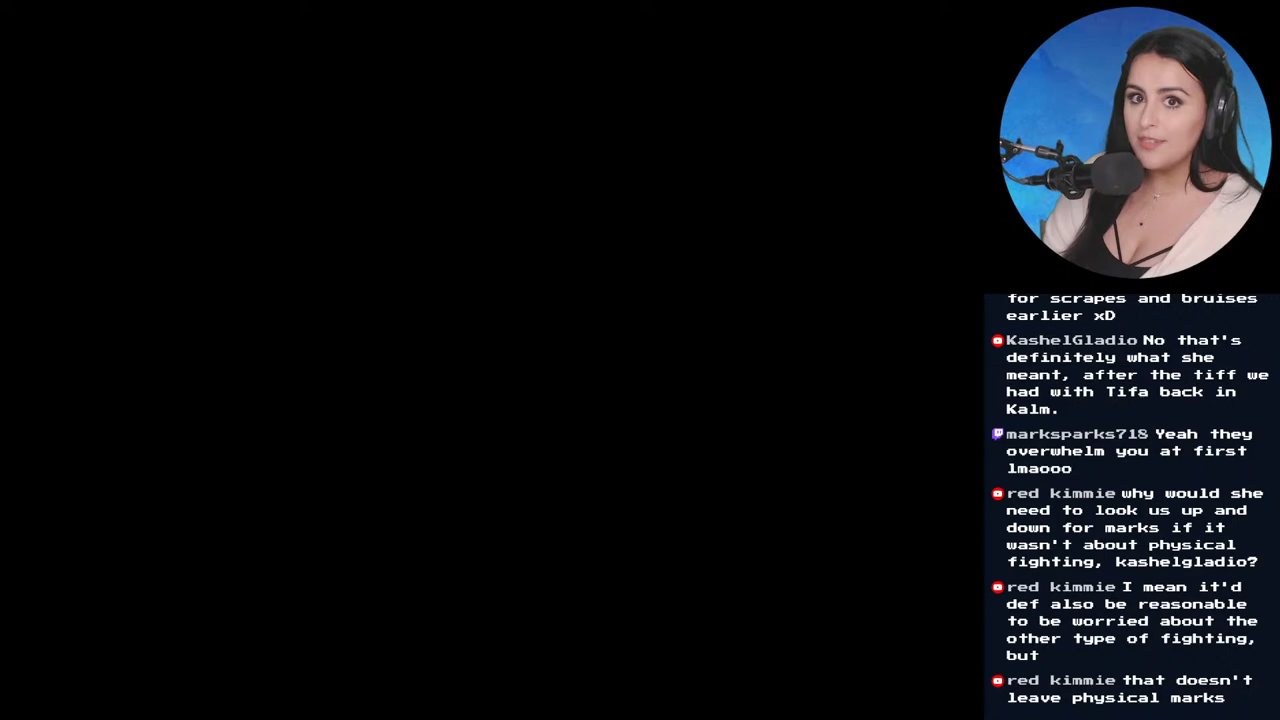 for scrapes and bruises
earlier xD
KashelGladio No that's
definitely what she
meant, after the tiff we
had with Tifa back in
Kalm.
marksparks718 Yeah they
overwhelm you at first
lmaooo
red kimmie why would she
need to look us up and
down for marks if it
wasn't about physical
fighting, kashelgladio?
red kimmie I mean it'd
def also be reasonable
to be worried about the
other type of fighting,
but
red kimmie that doesn't
leave physical marks